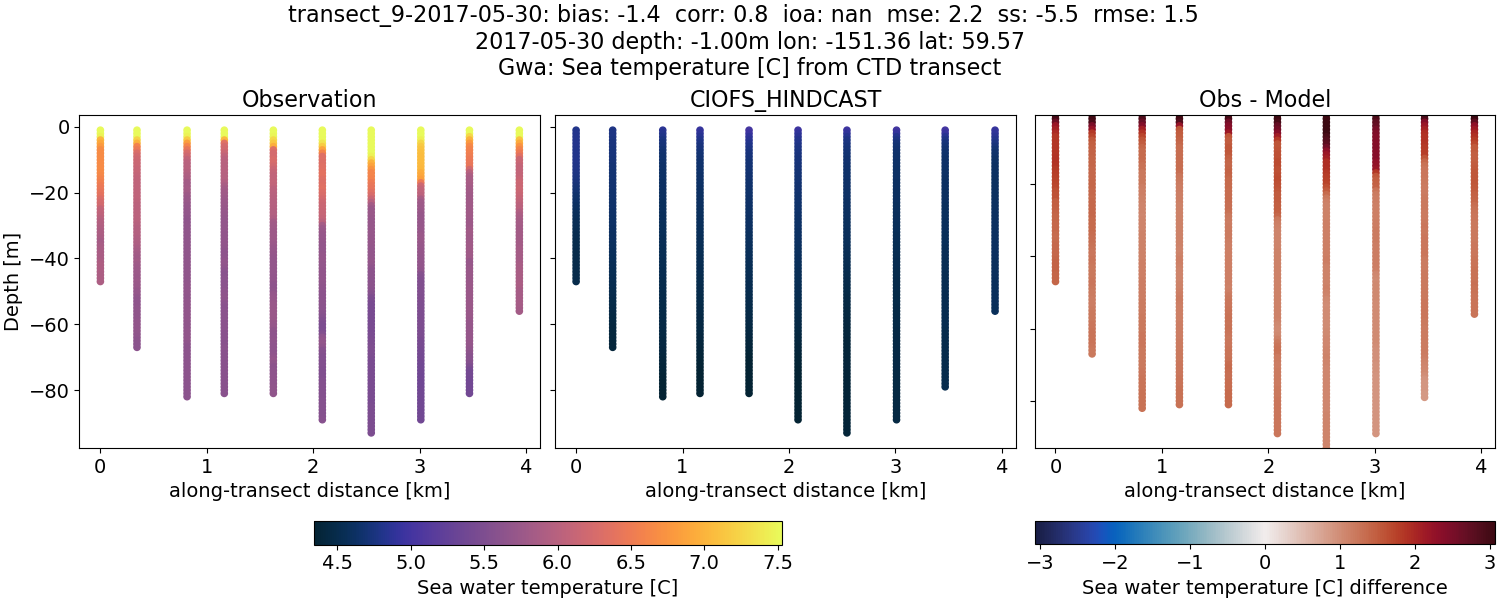 transect_9-2017-05-30: bias: -1.4  corr: 0.8  ioa: nan  mse: 2.2  ss: -5.5  rmse: 1.5
2017-05-30 depth: -1.00m lon: -151.36 lat: 59.57
Gwa: Sea temperature [C] from CTD transect
Observation
CIOFS_HINDCAST
Obs - Model
Depth [m]
0
−20
−40
−60
−80
0 1 2 3 4
0 1 2 3 4
0 1 2 3 4
along-transect distance [km]
along-transect distance [km]
along-transect distance [km]
4.5 5.0 5.5 6.0 6.5 7.0 7.5
Sea water temperature [C]
−3 −2 −1 0 1 2 3
Sea water temperature [C] difference